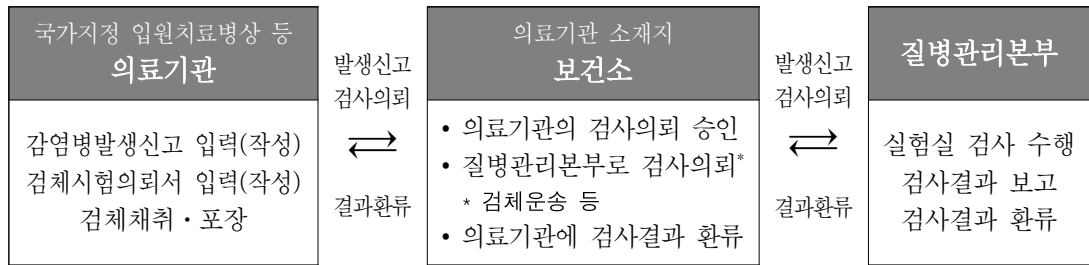 국가지정 입원치료병상 등
의료기관
감염병발생신고 입력(작성)
검체시험의뢰서 입력(작성)
검체채취・포장
발생신고
검사의뢰
⇄
결과환류
의료기관 소재지
보건소
• 의료기관의 검사의뢰 승인
• 질병관리본부로 검사의뢰*
* 검체운송 등
• 의료기관에 검사결과 환류
발생신고
검사의뢰
⇄
결과환류
질병관리본부
실험실 검사 수행
검사결과 보고
검사결과 환류